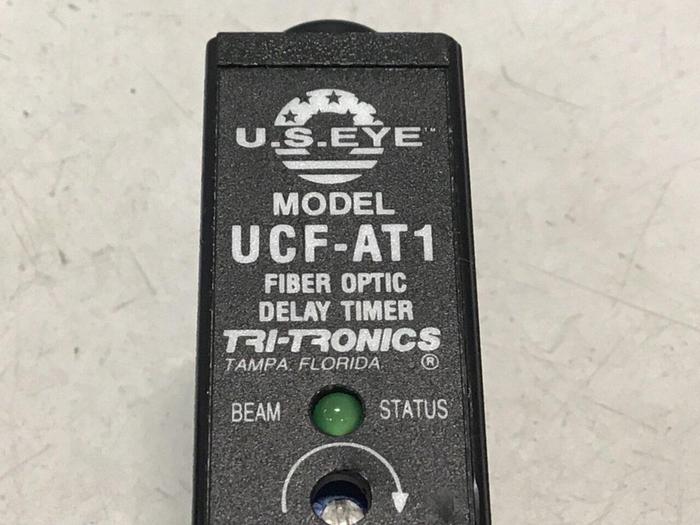 U.S.EYE™
MODEL
UCF-AT1
FIBER OPTIC
DELAY TIMER
TRI-TRONICS
TAMPA, FLORIDA ®
BEAM STATUS